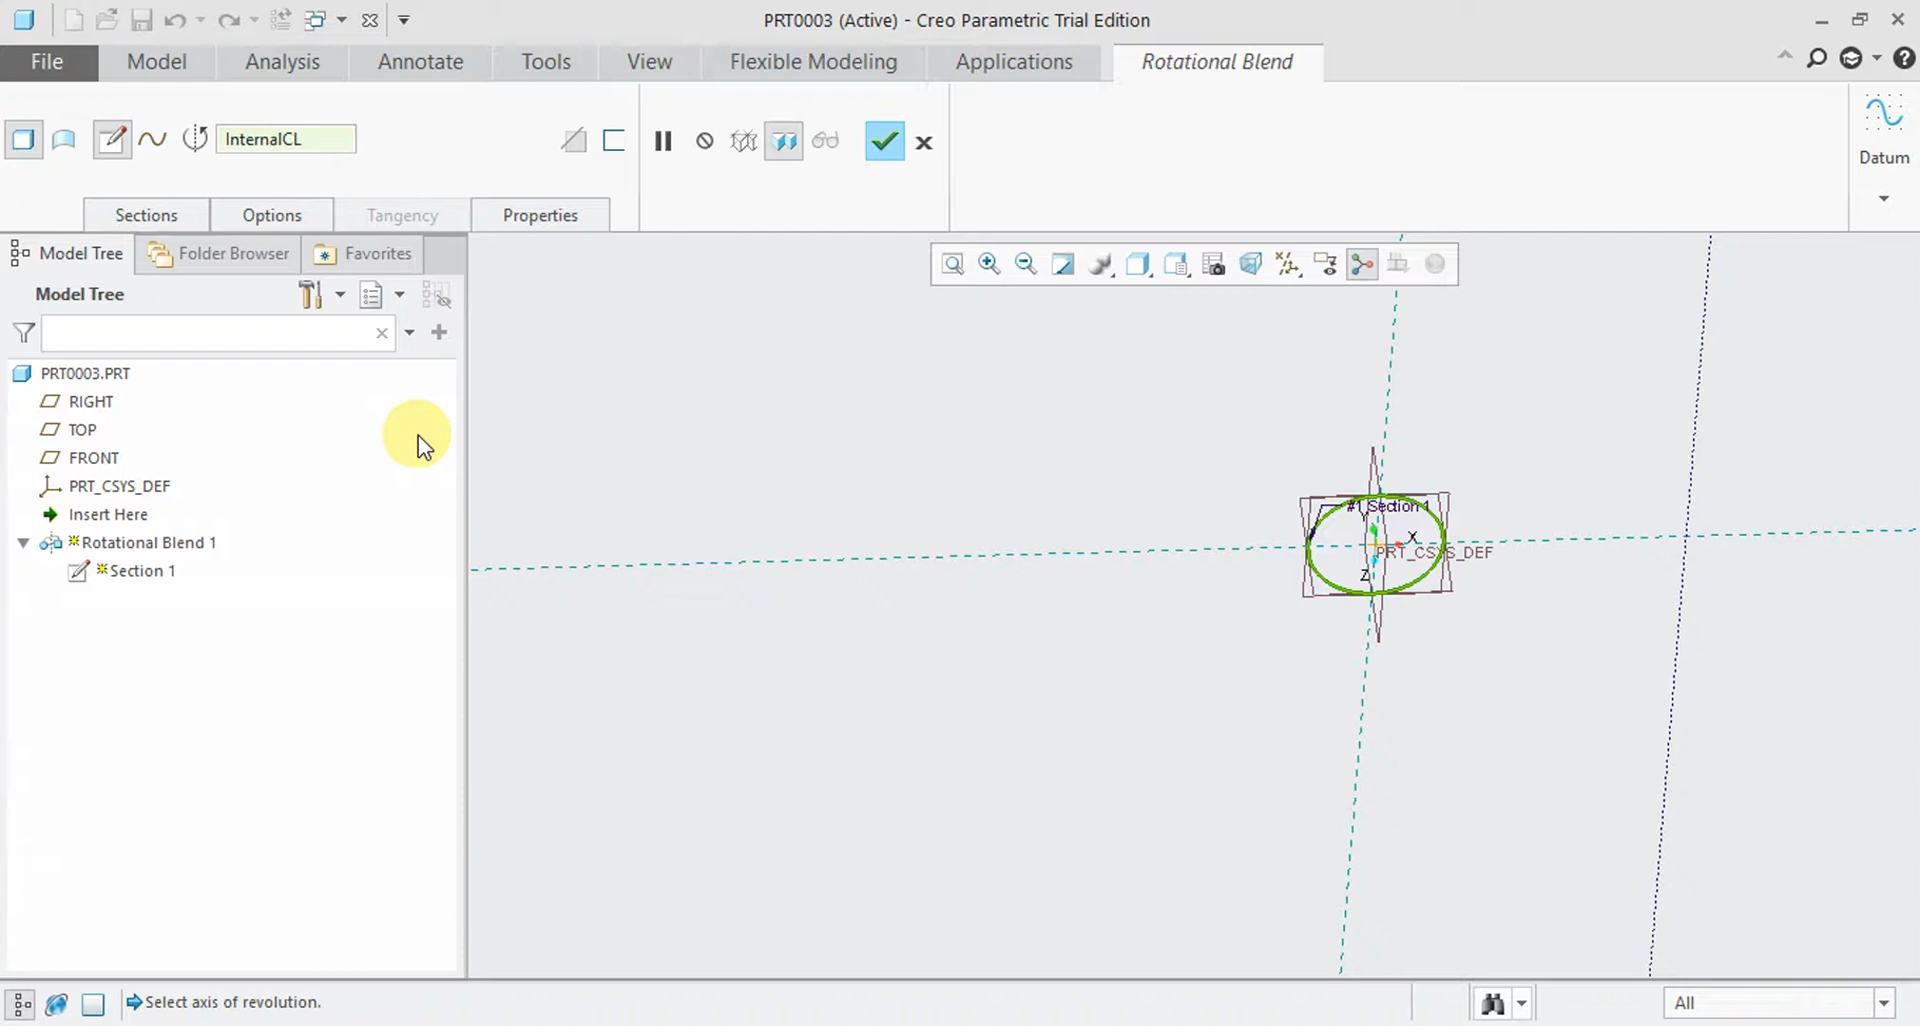 PRT0003 (Active) - Creo Parametric Trial Edition
File Model Analysis Annotate Tools View Flexible Modeling Applications Rotational Blend
InternalCL
Datum
Sections Options Tangency Properties
Model Tree Folder Browser Favorites
Model Tree
PRT0003.PRT
RIGHT
TOP
FRONT
PRT_CSYS_DEF
Insert Here
Rotational Blend 1
Section 1
#1 Section 1
Y
X
PRT_CSYS_DEF
Z
Select axis of revolution.
All